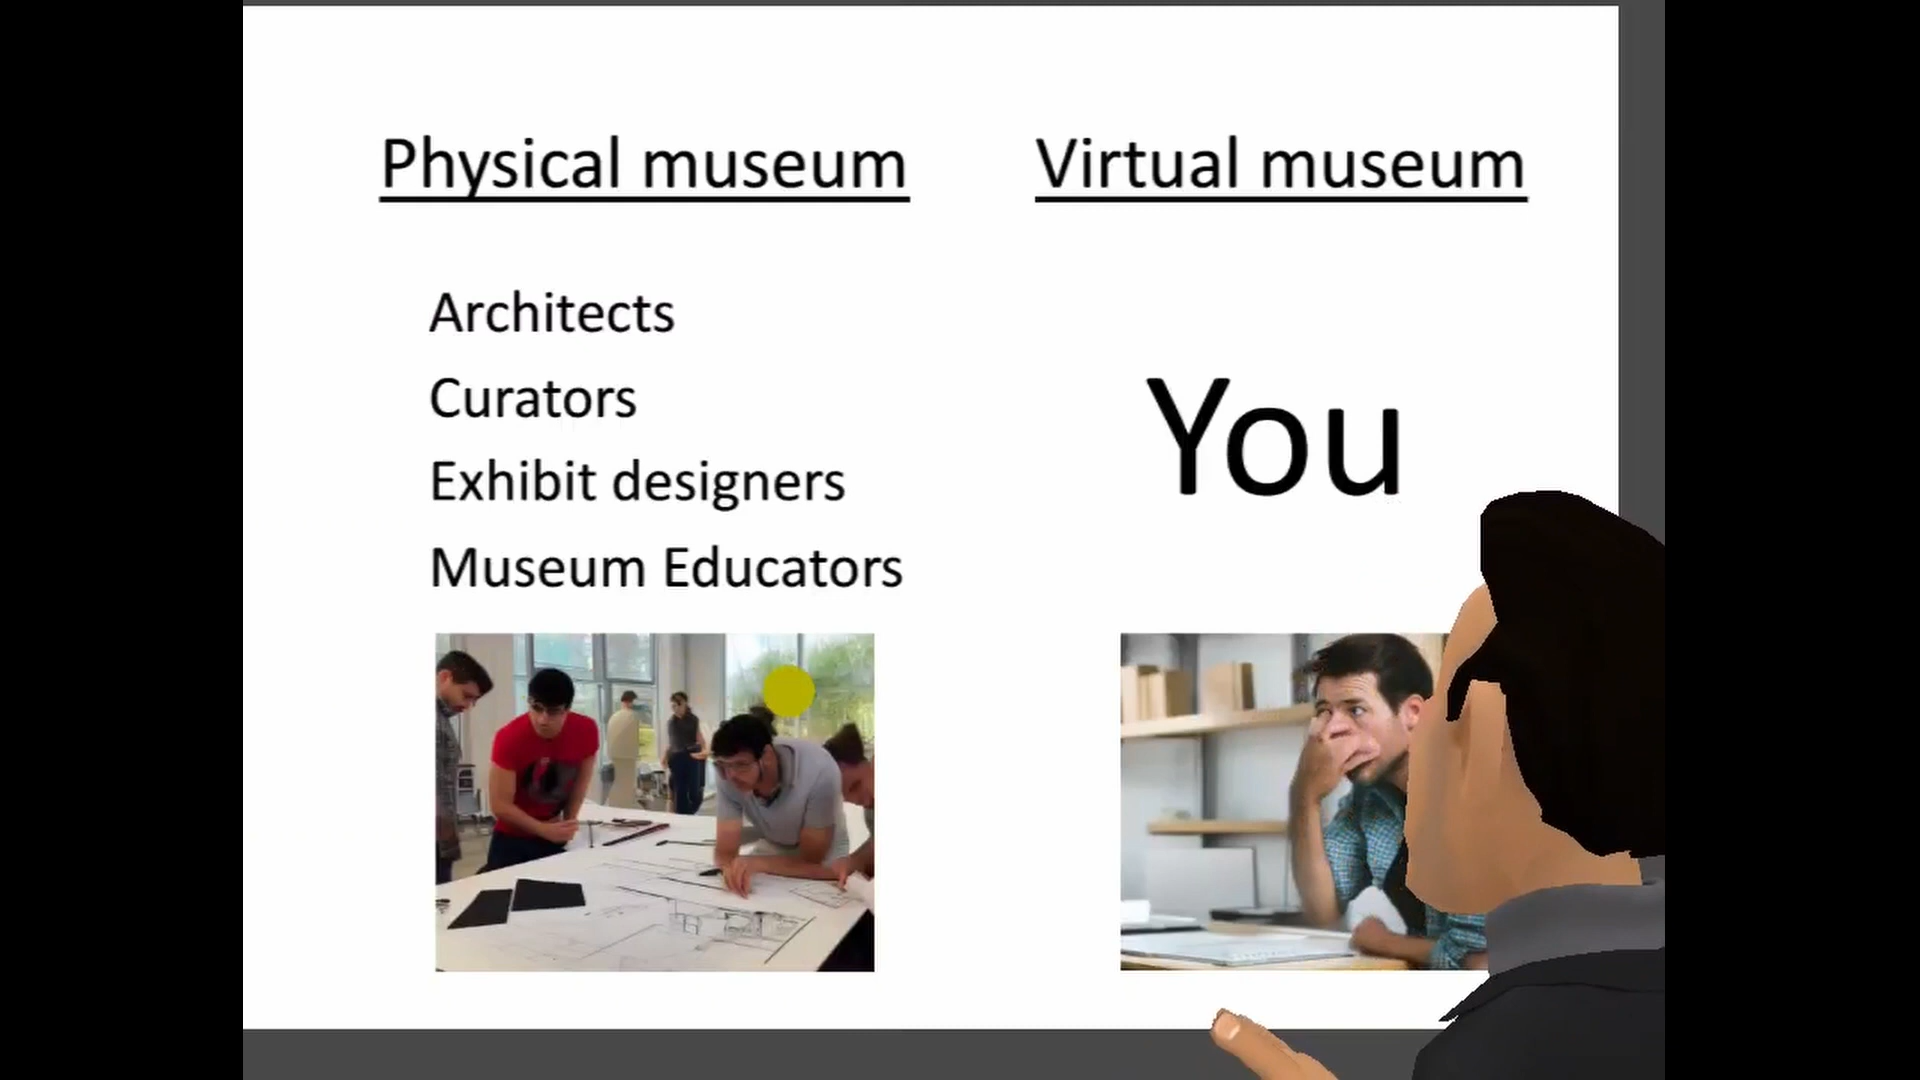 Physical museum
Virtual museum
Architects
Curators
Exhibit designers
Museum Educators
You